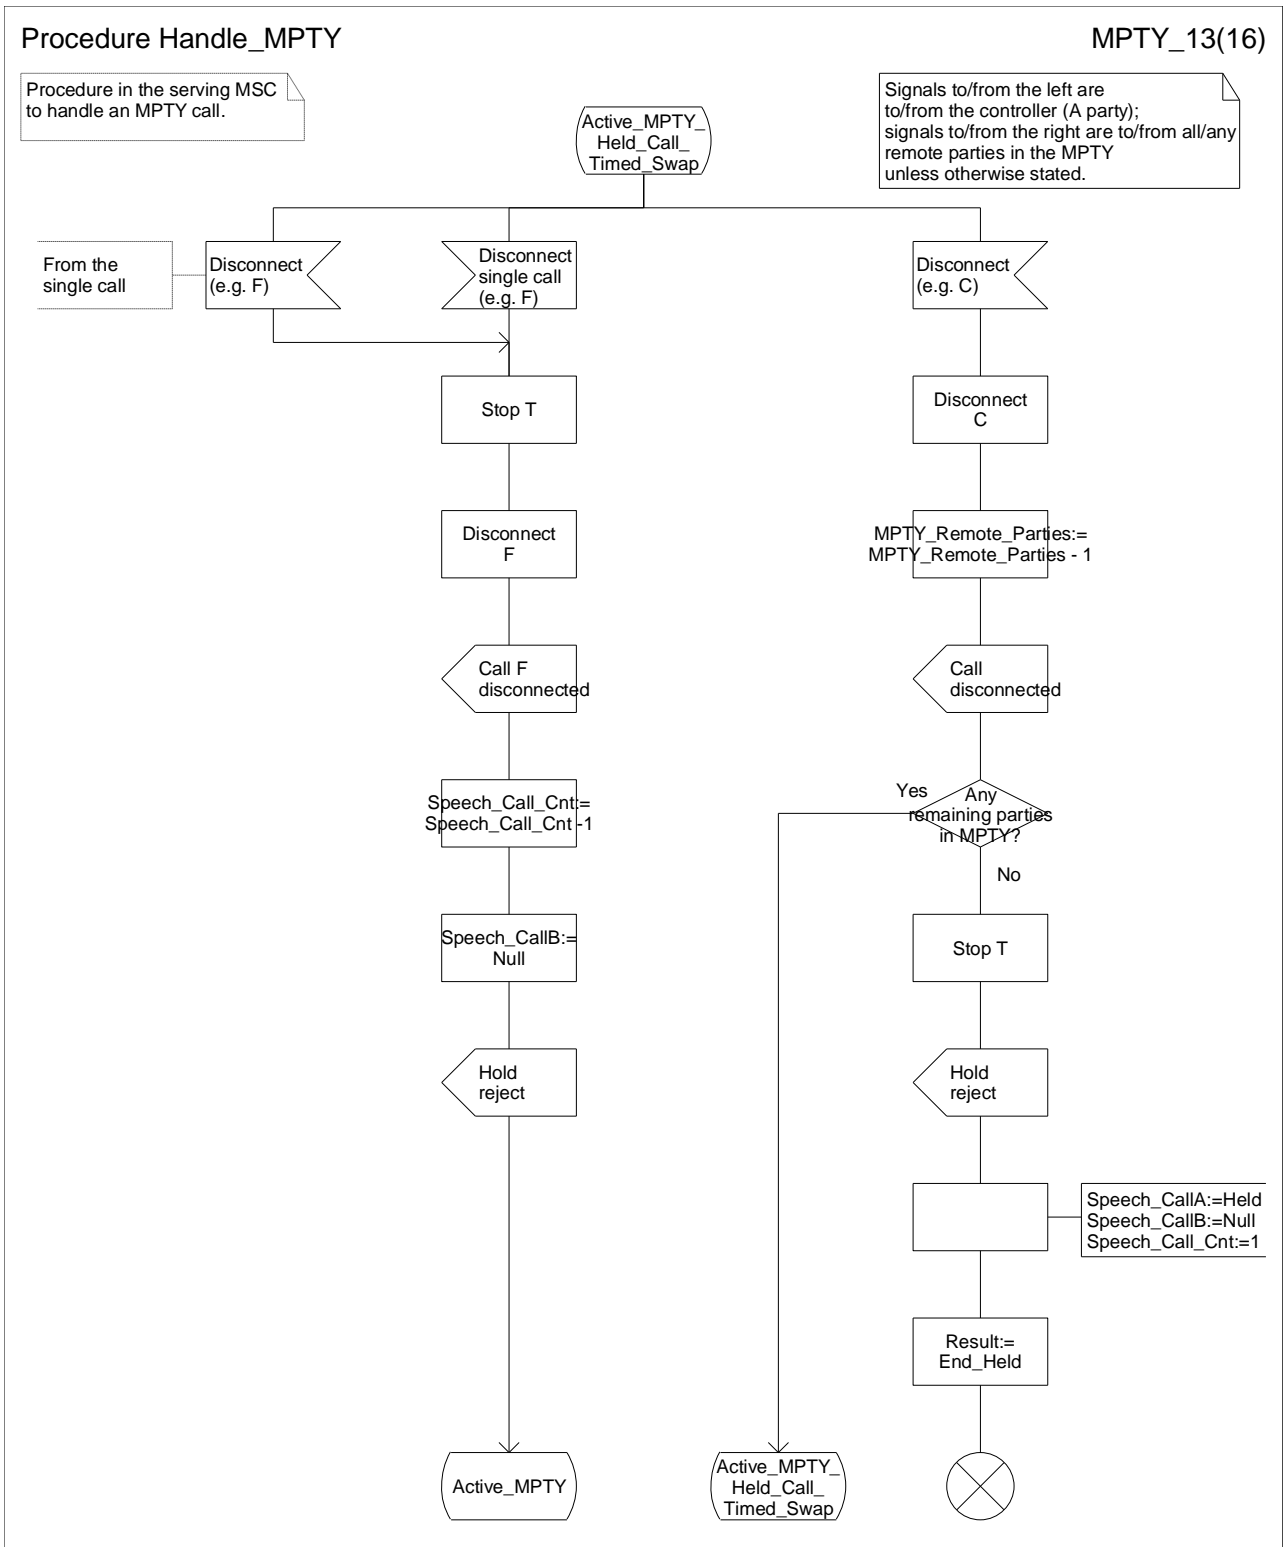 Procedure Handle_MPTY
MPTY_13(16)
Procedure in the serving MSC
to handle an MPTY call.
Active_MPTY_
Held_Call_
Timed_Swap
Signals to/from the left are
to/from the controller (A party);
signals to/from the right are to/from all/any
remote parties in the MPTY
unless otherwise stated.
From the
single call
Disconnect
(e.g. F)
Disconnect
single call
(e.g. F)
Disconnect
(e.g. C)
Stop T
Disconnect
C
Disconnect
F
MPTY_Remote_Parties:=
MPTY_Remote_Parties - 1
Call F
disconnected
Call
disconnected
Speech_Call_Cnt:=
Speech_Call_Cnt -1
Yes
Any
remaining parties
in MPTY?
No
Speech_CallB:=
Null
Stop T
Hold
reject
Hold
reject
Speech_CallA:=Held
Speech_CallB:=Null
Speech_Call_Cnt:=1
Result:=
End_Held
Active_MPTY
Active_MPTY_
Held_Call_
Timed_Swap